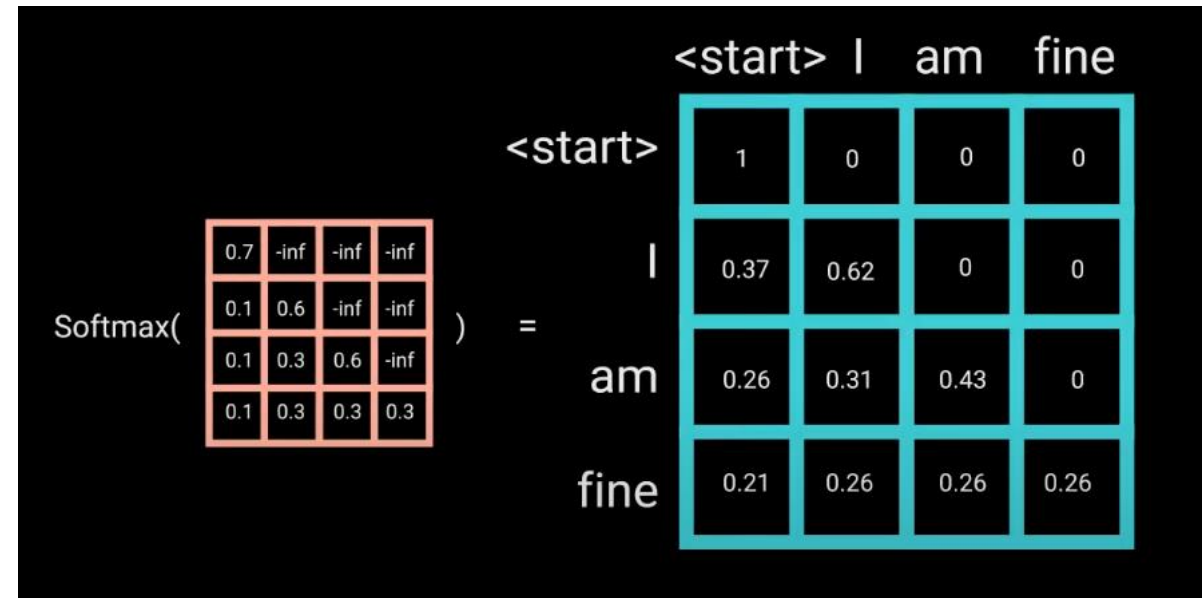 <start> I am fine
<start> 1 0 0 0
I 0.37 0.62 0 0
am 0.26 0.31 0.43 0
fine 0.21 0.26 0.26 0.26
Softmax(
0.7 -inf -inf -inf
0.1 0.6 -inf -inf
0.1 0.3 0.6 -inf
0.1 0.3 0.3 0.3
) =